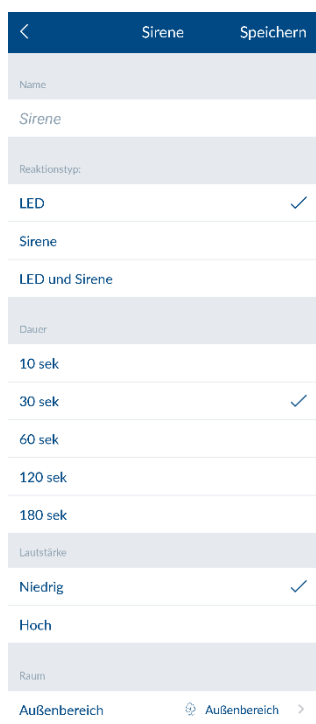 Sirene Speichern
Name
Sirene
Reaktionstyp:
LED
Sirene
LED und Sirene
Dauer
10 sek
30 sek
60 sek
120 sek
180 sek
Lautstärke
Niedrig
Hoch
Raum
Außenbereich Außenbereich